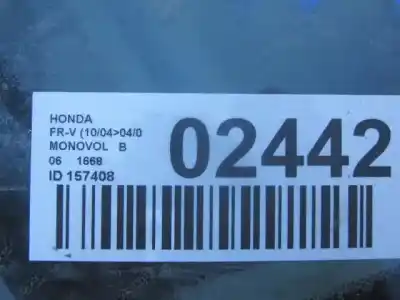 HONDA
FR-V (10/04>04/0
MONOVOL B
06 1668
ID 157408
02442